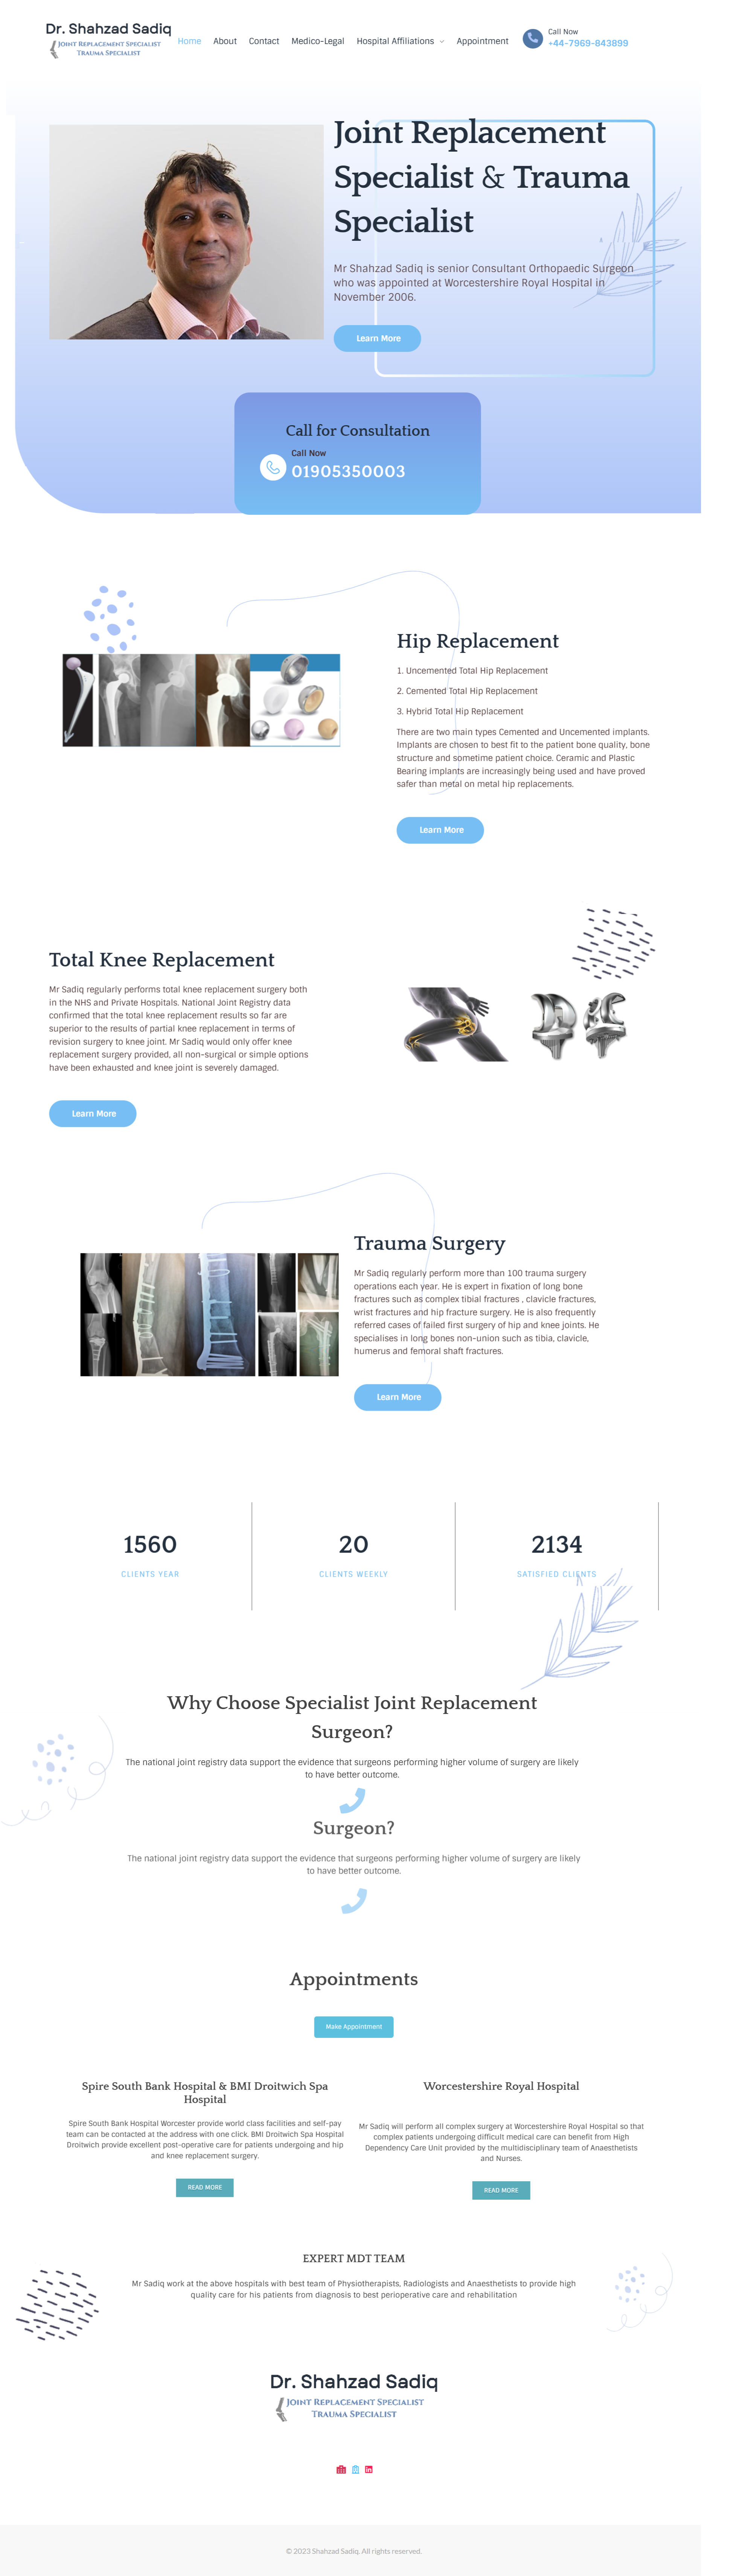 Dr. Shahzad Sadiq
Joint Replacement Specialist
Trauma Specialist
Home
About
Contact
Medico-Legal
Hospital Affiliations
Appointment
Call Now
+44-7969-843899
Joint Replacement
Specialist & Trauma
Specialist
Mr Shahzad Sadiq is senior Consultant Orthopaedic Surgeon
who was appointed at Worcestershire Royal Hospital in
November 2006.
Learn More
Call for Consultation
Call Now
01905350003
Hip Replacement
1. Uncemented Total Hip Replacement
2. Cemented Total Hip Replacement
3. Hybrid Total Hip Replacement
There are two main types Cemented and Uncemented implants.
Implants are chosen to best fit to the patient bone quality, bone
structure and sometime patient choice. Ceramic and Plastic
Bearing implants are increasingly being used and have proved
safer than metal on metal hip replacements.
Learn More
Total Knee Replacement
Mr Sadiq regularly performs total knee replacement surgery both
in the NHS and Private Hospitals. National Joint Registry data
confirmed that the total knee replacement results so far are
superior to the results of partial knee replacement in terms of
revision surgery to knee joint. Mr Sadiq would only offer knee
replacement surgery provided, all non-surgical or simple options
have been exhausted and knee joint is severely damaged.
Learn More
Trauma Surgery
Mr Sadiq regularly perform more than 100 trauma surgery
operations each year. He is expert in fixation of long bone
fractures such as complex tibial fractures , clavicle fractures,
wrist fractures and hip fracture surgery. He is also frequently
referred cases of failed first surgery of hip and knee joints. He
specialises in long bones non-union such as tibia, clavicle,
humerus and femoral shaft fractures.
Learn More
1560
CLIENTS YEAR
20
CLIENTS WEEKLY
2134
SATISFIED CLIENTS
Why Choose Specialist Joint Replacement
Surgeon?
The national joint registry data support the evidence that surgeons performing higher volume of surgery are likely
to have better outcome.
Surgeon?
The national joint registry data support the evidence that surgeons performing higher volume of surgery are likely
to have better outcome.
Appointments
Make Appointment
Spire South Bank Hospital & BMI Droitwich Spa
Hospital
Spire South Bank Hospital Worcester provide world class facilities and self-pay
team can be contacted at the address with one click. BMI Droitwich Spa Hospital
Droitwich provide excellent post-operative care for patients undergoing and hip
and knee replacement surgery.
READ MORE
Worcestershire Royal Hospital
Mr Sadiq will perform all complex surgery at Worcestershire Royal Hospital so that
complex patients undergoing difficult medical care can benefit from High
Dependency Care Unit provided by the multidisciplinary team of Anaesthetists
and Nurses.
READ MORE
EXPERT MDT TEAM
Mr Sadiq work at the above hospitals with best team of Physiotherapists, Radiologists and Anaesthetists to provide high
quality care for his patients from diagnosis to best perioperative care and rehabilitation
Dr. Shahzad Sadiq
Joint Replacement Specialist
Trauma Specialist
© 2023 Shahzad Sadiq, All rights reserved.